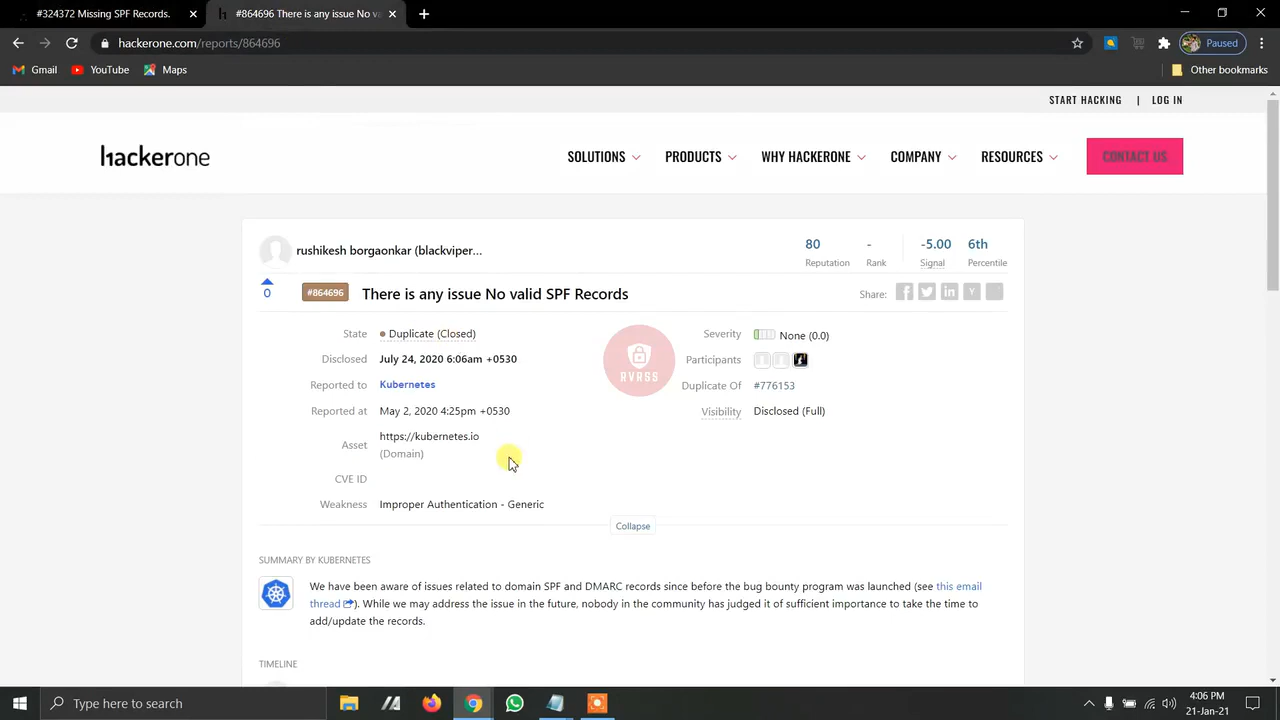 #324372 Missing SPF Records.
#864696 There is any issue No va
hackerone.com/reports/864696
Paused
Gmail
YouTube
Maps
Other bookmarks
START HACKING | LOG IN
hackerone
SOLUTIONS
PRODUCTS
WHY HACKERONE
COMPANY
RESOURCES
CONTACT US
rushikesh borgaonkar (blackviper...
80
-
-5.00
6th
Reputation
Rank
Signal
Percentile
0
#864696
There is any issue No valid SPF Records
Share:
State
Duplicate (Closed)
Severity
None (0.0)
Disclosed
July 24, 2020 6:06am +0530
Participants
Reported to
Kubernetes
Duplicate Of
#776153
Reported at
May 2, 2020 4:25pm +0530
Visibility
Disclosed (Full)
Asset
https://kubernetes.io
(Domain)
CVE ID
Weakness
Improper Authentication - Generic
RVRSS
Collapse
SUMMARY BY KUBERNETES
We have been aware of issues related to domain SPF and DMARC records since before the bug bounty program was launched (see this email
thread). While we may address the issue in the future, nobody in the community has judged it of sufficient importance to take the time to
add/update the records.
TIMELINE
Type here to search
4:06 PM
21-Jan-21